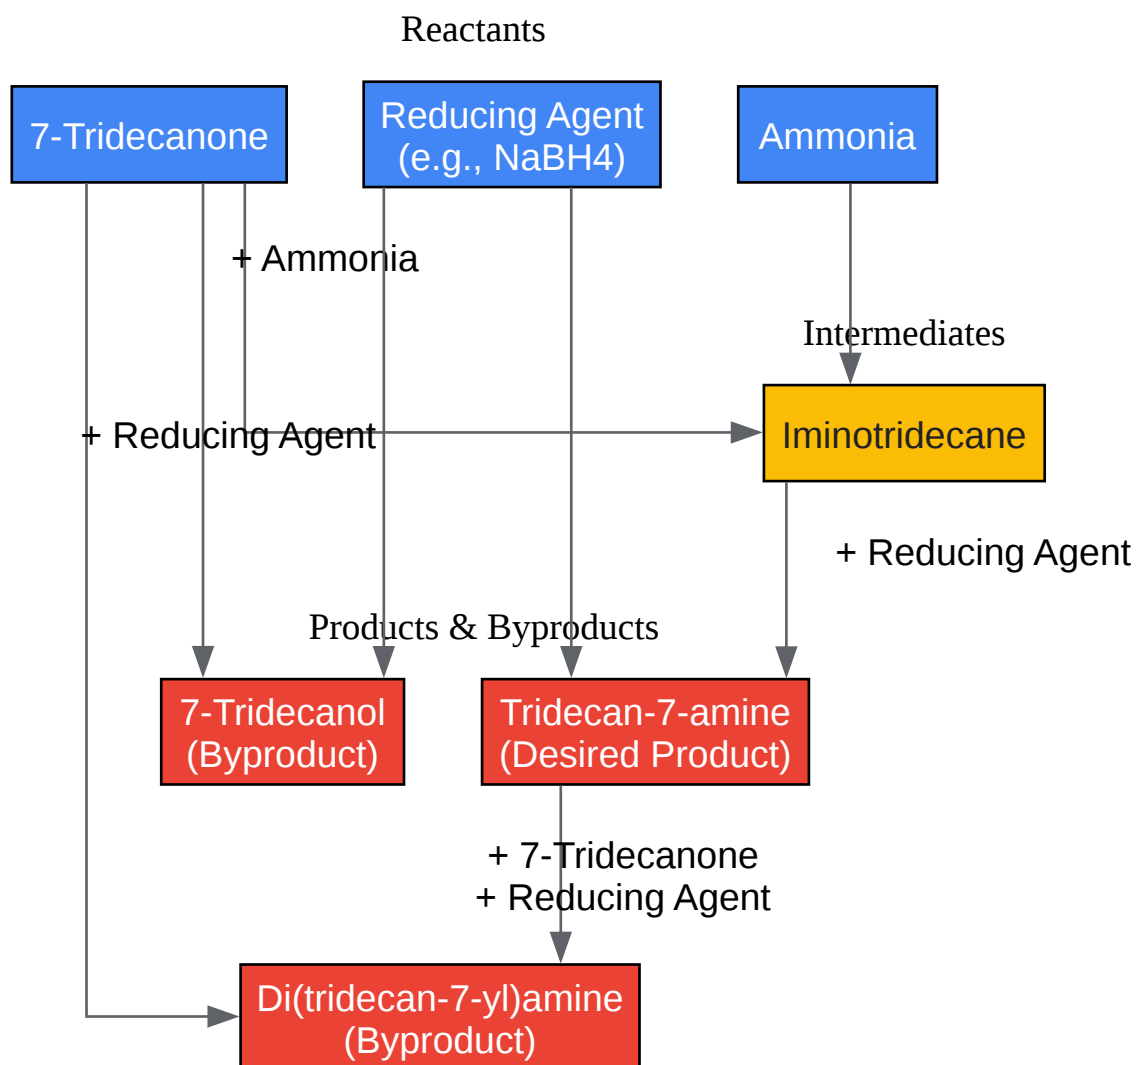 Reactants
7-Tridecanone
Reducing Agent
(e.g., NaBH4)
Ammonia
+ Ammonia
Intermediates
+ Reducing Agent
Iminotridecane
+ Reducing Agent
Products & Byproducts
7-Tridecanol
(Byproduct)
Tridecan-7-amine
(Desired Product)
+ 7-Tridecanone
+ Reducing Agent
Di(tridecan-7-yl)amine
(Byproduct)